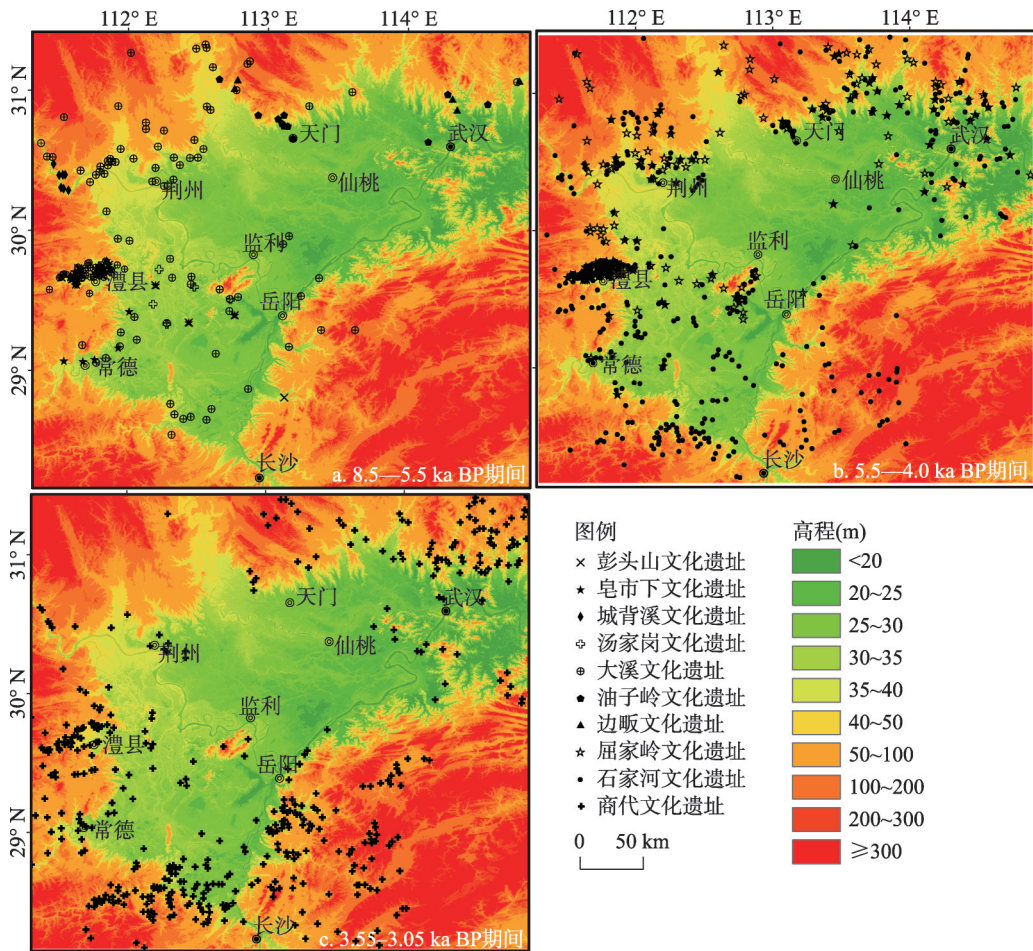 112° E 113° E 114° E 112° E 113° E 114° E
31° N
30° N
29° N
天门
武汉
荆州
仙桃
监利
澧县
岳阳
常德
长沙
a. 8.5—5.5 ka BP期间
31° N
30° N
29° N
天门
武汉
荆州
仙桃
监利
澧县
岳阳
常德
长沙
b. 5.5—4.0 ka BP期间
31° N
30° N
29° N
天门
武汉
荆州
仙桃
监利
澧县
岳阳
常德
长沙
c. 3.55 3.05 ka BP期间
112° E 113° E 114° E
图例
彭头山文化遗址
皂市下文化遗址
城背溪文化遗址
汤家岗文化遗址
大溪文化遗址
油子岭文化遗址
边畈文化遗址
屈家岭文化遗址
石家河文化遗址
商代文化遗址
0 50 km
高程(m)
<20
20~25
25~30
30~35
35~40
40~50
50~100
100~200
200~300
≥300